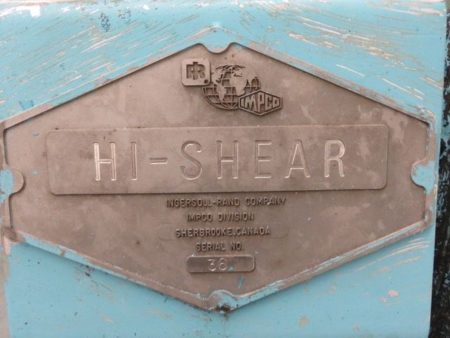 IR
IMPCO
HI-SHEAR
INGERSOLL-RAND COMPANY
IMPCO DIVISION
SHERBROOKE, CANADA
SERIAL NO.
36